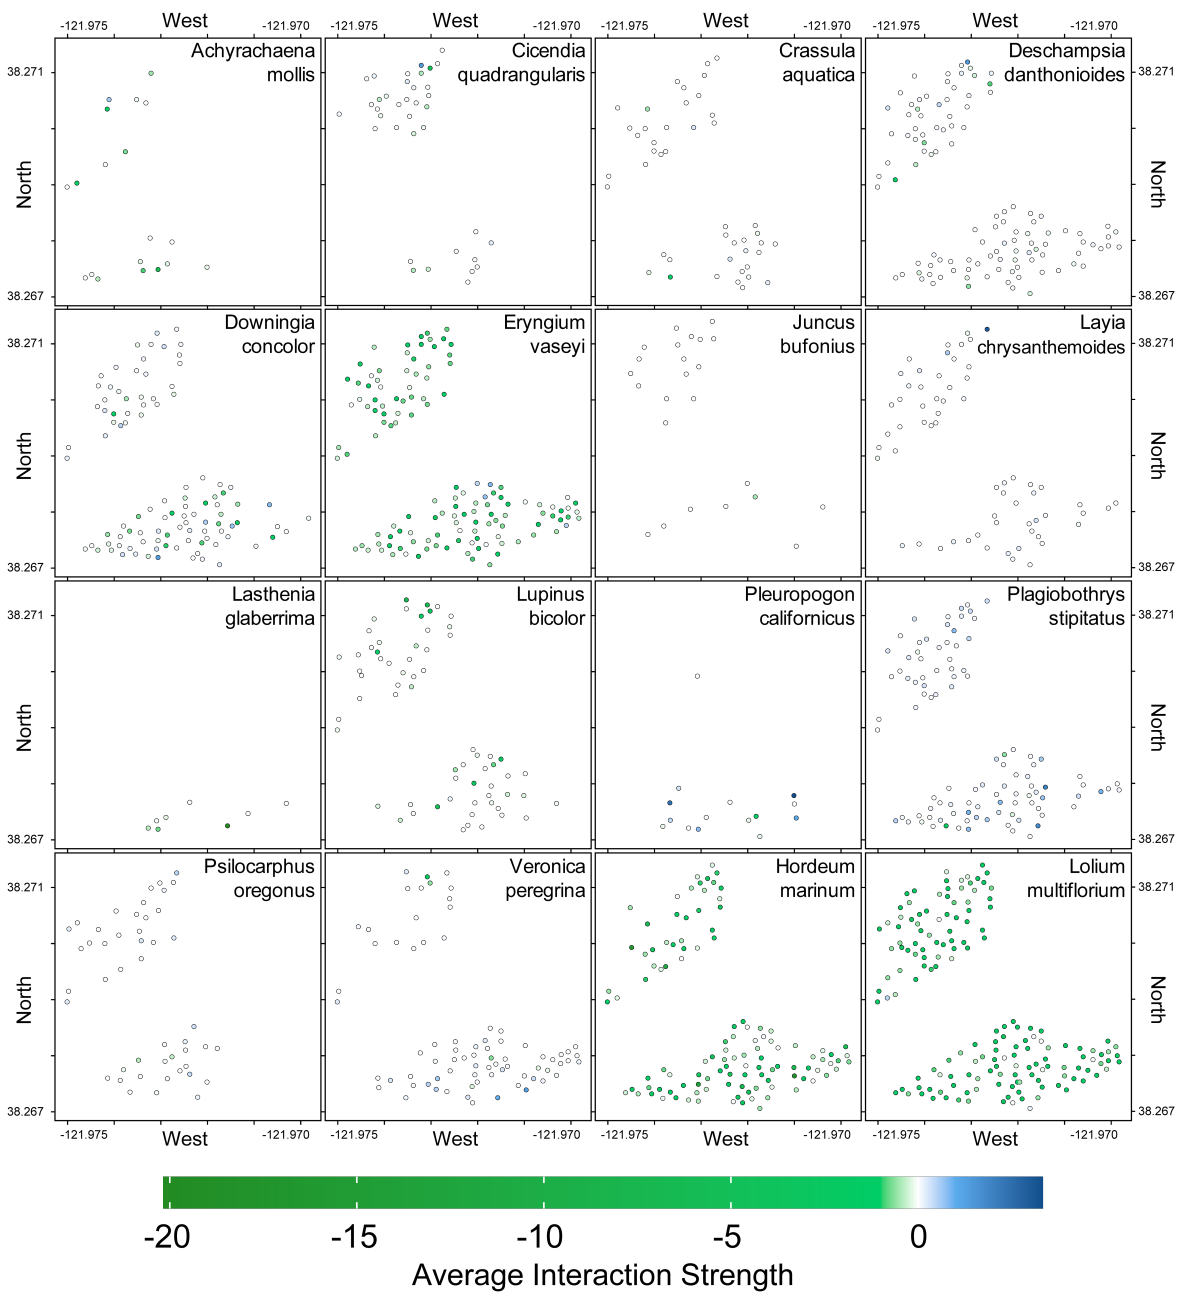 West West West West
-121.975 -121.970 -121.975 -121.970 -121.975 -121.970 -121.975 -121.970
38.271 Achyrachaena Cicendia Crassula Deschampsia 38.271
mollis quadrangularis aquatica danthonioides
North North
38.267 38.267
Downingia Eryngium Juncus Layia
38.271 concolor vaseyi bufonius chrysanthemoides 38.271
North North
38.267 38.267
Lasthenia Lupinus Pleuropogon Plagiobothrys
38.271 glaberrima bicolor californicus stipitatus 38.271
North North
38.267 38.267
Psilocarphus Veronica Hordeum Lolium
38.271 oregonus peregrina marinum multiflorium 38.271
North North
38.267 38.267
-121.975 -121.970 -121.975 -121.970 -121.975 -121.970 -121.975 -121.970
West West West West
-20 -15 -10 -5 0
Average Interaction Strength